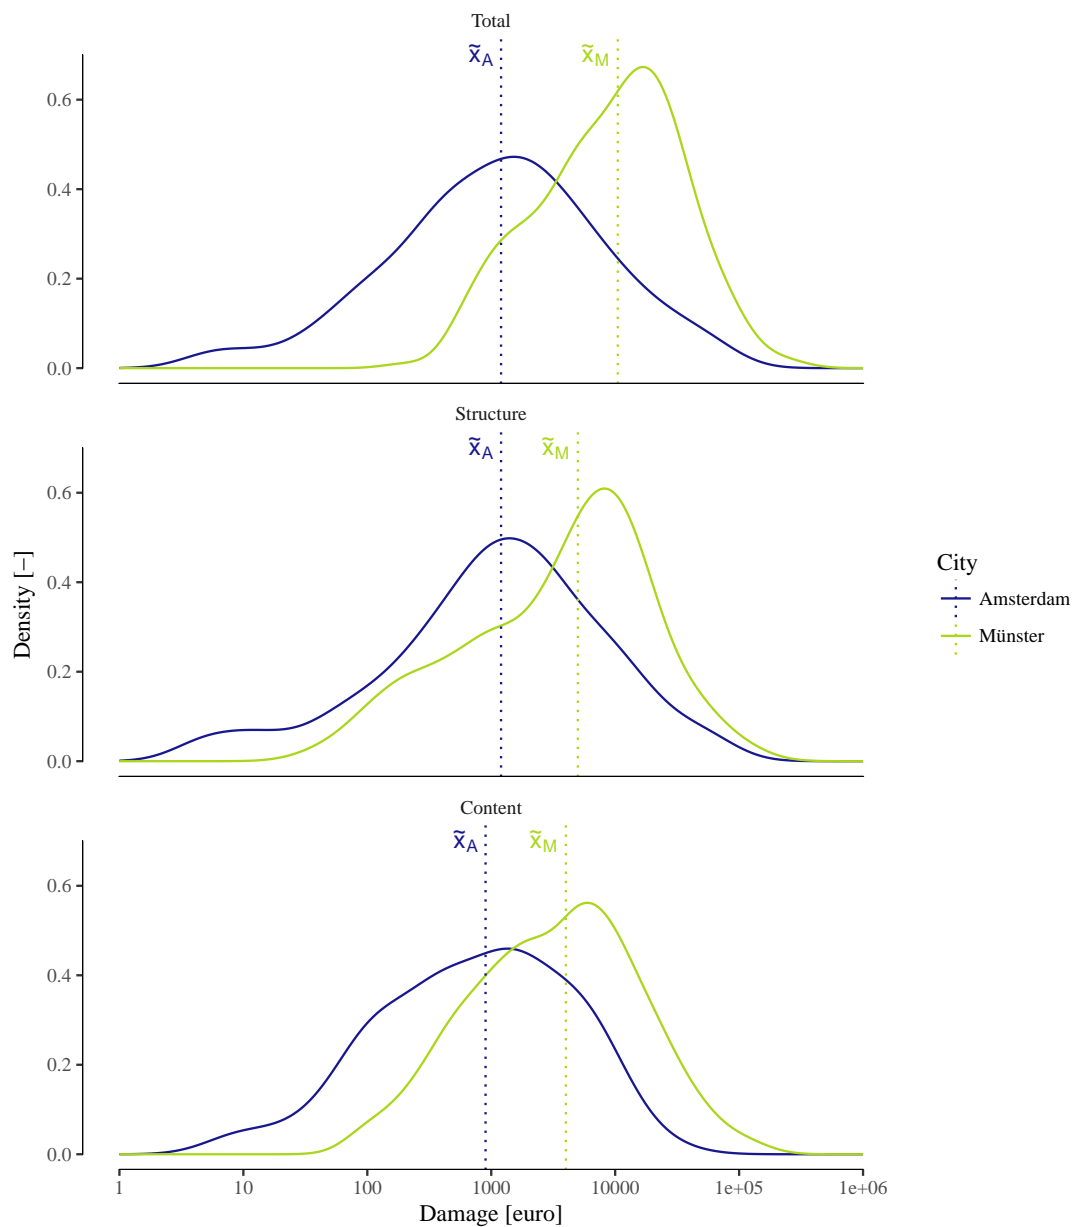 Total
x̃A x̃M
0.6
0.4
0.2
0.0
Structure
x̃A x̃M
0.6
0.4
0.2
0.0
Content
x̃A x̃M
0.6
0.4
0.2
0.0
1 10 100 1000 10000 1e+05 1e+06
Damage [euro]
Density [−]
City
Amsterdam
Münster